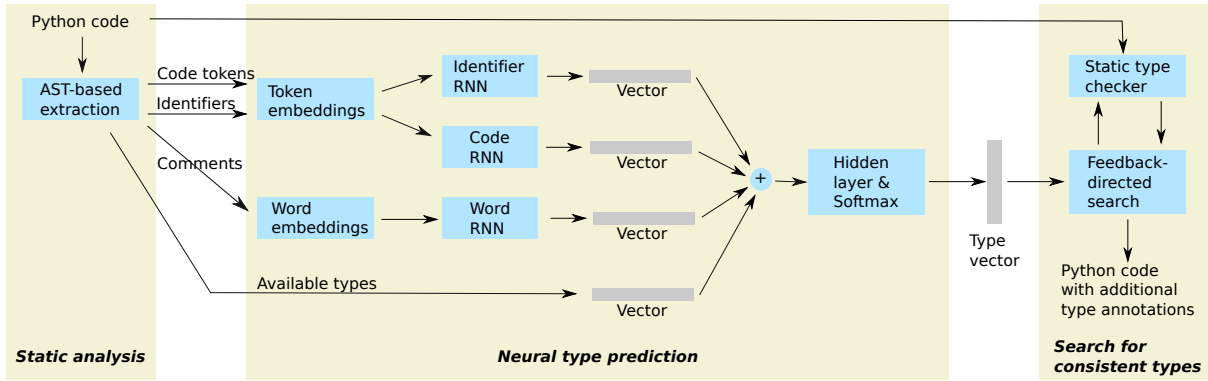 Python code
AST-based
extraction
Code tokens
Identifiers
Comments
Available types
Static analysis
Token
embeddings
Word
embeddings
Identifier
RNN
Code
RNN
Word
RNN
Vector
Vector
Vector
Vector
+
Hidden
layer &
Softmax
Neural type prediction
Type
vector
Static type
checker
Feedback-
directed
search
Python code
with additional
type annotations
Search for
consistent types